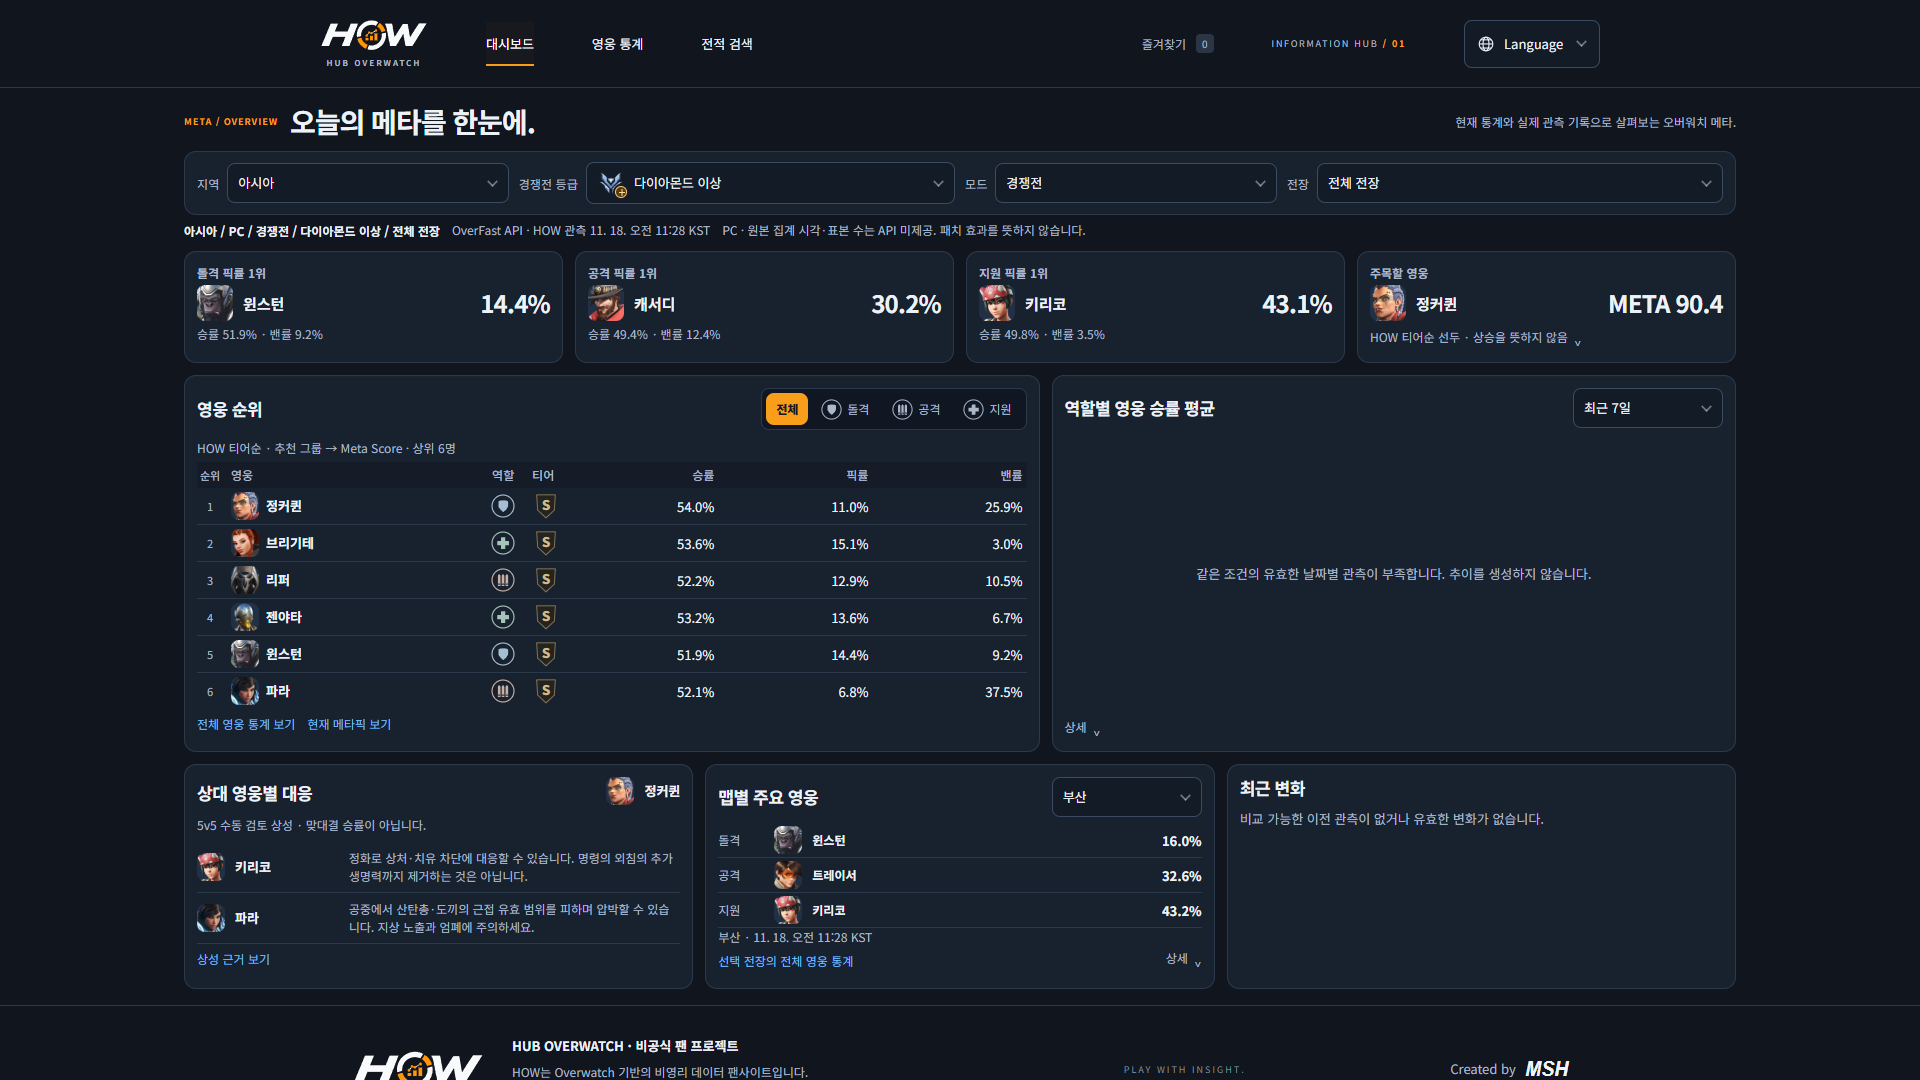 HOW
HUB OVERWATCH
대시보드
영웅 통계
전적 검색
즐겨찾기 0
INFORMATION HUB / 01
Language
META / OVERVIEW
오늘의 메타를 한눈에.
현재 통계와 실제 관측 기록으로 살펴보는 오버워치 메타.
지역 아시아
경쟁전 등급 다이아몬드 이상
모드 경쟁전
전장 전체 전장
아시아 / PC / 경쟁전 / 다이아몬드 이상 / 전체 전장 OverFast API · HOW 관측 11. 18. 오전 11:28 KST PC · 원본 집계 시각·표본 수는 API 미제공. 패치 효과를 뜻하지 않습니다.
돌격 픽률 1위
윈스턴 14.4%
승률 51.9% · 밴률 9.2%
공격 픽률 1위
캐서디 30.2%
승률 49.4% · 밴률 12.4%
지원 픽률 1위
키리코 43.1%
승률 49.8% · 밴률 3.5%
주목할 영웅
정커퀸 META 90.4
HOW 티어순 선두 · 상승을 뜻하지 않음
영웅 순위
전체 돌격 공격 지원
HOW 티어순 · 추천 그룹 → Meta Score · 상위 6명
순위 영웅 역할 티어 승률 픽률 밴률
1 정커퀸 S 54.0% 11.0% 25.9%
2 브리기테 S 53.6% 15.1% 3.0%
3 리퍼 S 52.2% 12.9% 10.5%
4 젠야타 S 53.2% 13.6% 6.7%
5 윈스턴 S 51.9% 14.4% 9.2%
6 파라 S 52.1% 6.8% 37.5%
전체 영웅 통계 보기 현재 메타픽 보기
역할별 영웅 승률 평균
최근 7일
같은 조건의 유효한 날짜별 관측이 부족합니다. 추이를 생성하지 않습니다.
상세
상대 영웅별 대응
정커퀸
5v5 수동 검토 상성 · 맞대결 승률이 아닙니다.
키리코
정화로 상처·치유 차단에 대응할 수 있습니다. 명령의 외침의 추가
생명력까지 제거하는 것은 아닙니다.
파라
공중에서 산탄총·도끼의 근접 유효 범위를 피하며 압박할 수 있습
니다. 지상 노출과 엄폐에 주의하세요.
상성 근거 보기
맵별 주요 영웅
부산
돌격 윈스턴 16.0%
공격 트레이서 32.6%
지원 키리코 43.2%
부산 · 11. 18. 오전 11:28 KST
선택 전장의 전체 영웅 통계
상세
최근 변화
비교 가능한 이전 관측이 없거나 유효한 변화가 없습니다.
HOW
HUB OVERWATCH · 비공식 팬 프로젝트
HOW는 Overwatch 기반의 비영리 데이터 팬사이트입니다.
PLAY WITH INSIGHT.
Created by MSH